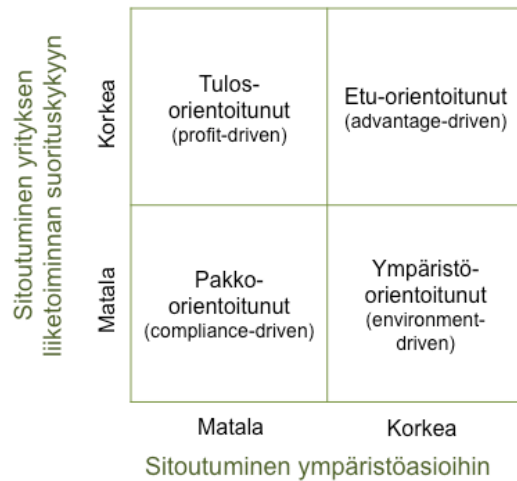 Sitoutuminen yrityksen
liiketoiminnan suorituskykyyn
Korkea
Tulos-
orientoitunut
(profit-driven)
Etu-orientoitunut
(advantage-driven)
Matala
Pakko-
orientoitunut
(compliance-driven)
Ympäristö-
orientoitunut
(environment-
driven)
Matala
Korkea
Sitoutuminen ympäristöasioihin